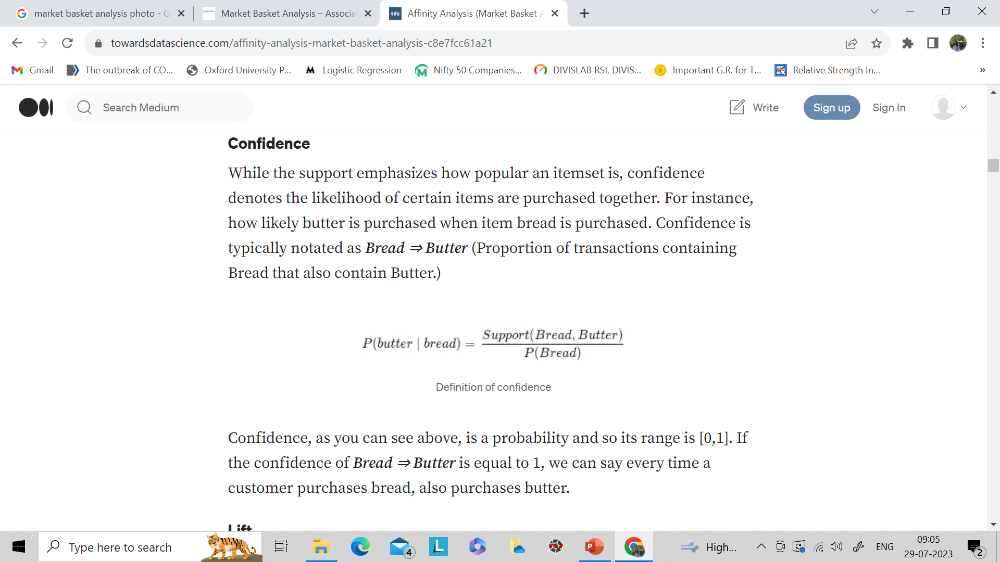 market basket analysis photo - G
Market Basket Analysis – Associat
tds
Affinity Analysis (Market Basket A
towardsdatascience.com/affinity-analysis-market-basket-analysis-c8e7fcc61a21
Gmail
The outbreak of CO...
Oxford University P...
Logistic Regression
Nifty 50 Companies...
DIVISLAB RSI, DIVIS...
Important G.R. for T...
Relative Strength In...
»
Search Medium
Write
Sign up
Sign In
Confidence
While the support emphasizes how popular an itemset is, confidence
denotes the likelihood of certain items are purchased together. For instance,
how likely butter is purchased when item bread is purchased. Confidence is
typically notated as Bread ⇒ Butter (Proportion of transactions containing
Bread that also contain Butter.)
P(butter | bread) = Support(Bread, Butter)
P(Bread)
Definition of confidence
Confidence, as you can see above, is a probability and so its range is [0,1]. If
the confidence of Bread ⇒ Butter is equal to 1, we can say every time a
customer purchases bread, also purchases butter.
Lift
Type here to search
4
L
P
High...
ENG
09:05
29-07-2023
2